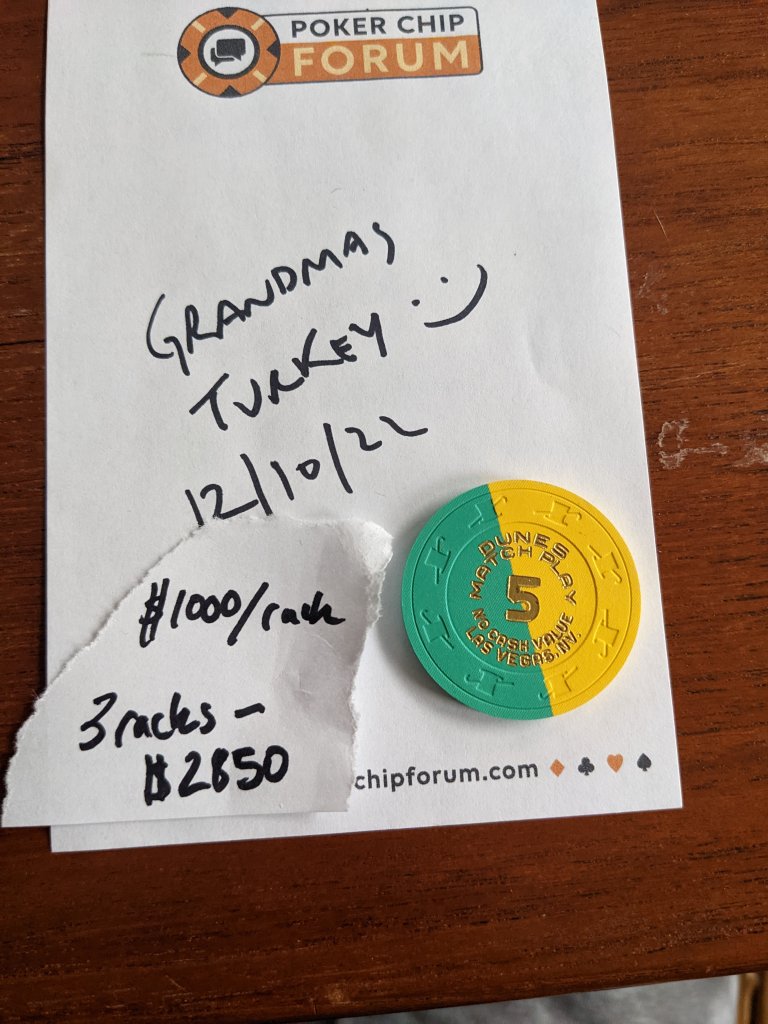 POKER CHIP
FORUM
GRANDMAS
TURKEY :)
12/10/22
$1000/rack
3 racks -
$2850
DUNES
MATCH PLAY
5
NO CASH VALUE
LAS VEGAS, NV.
chipforum.com